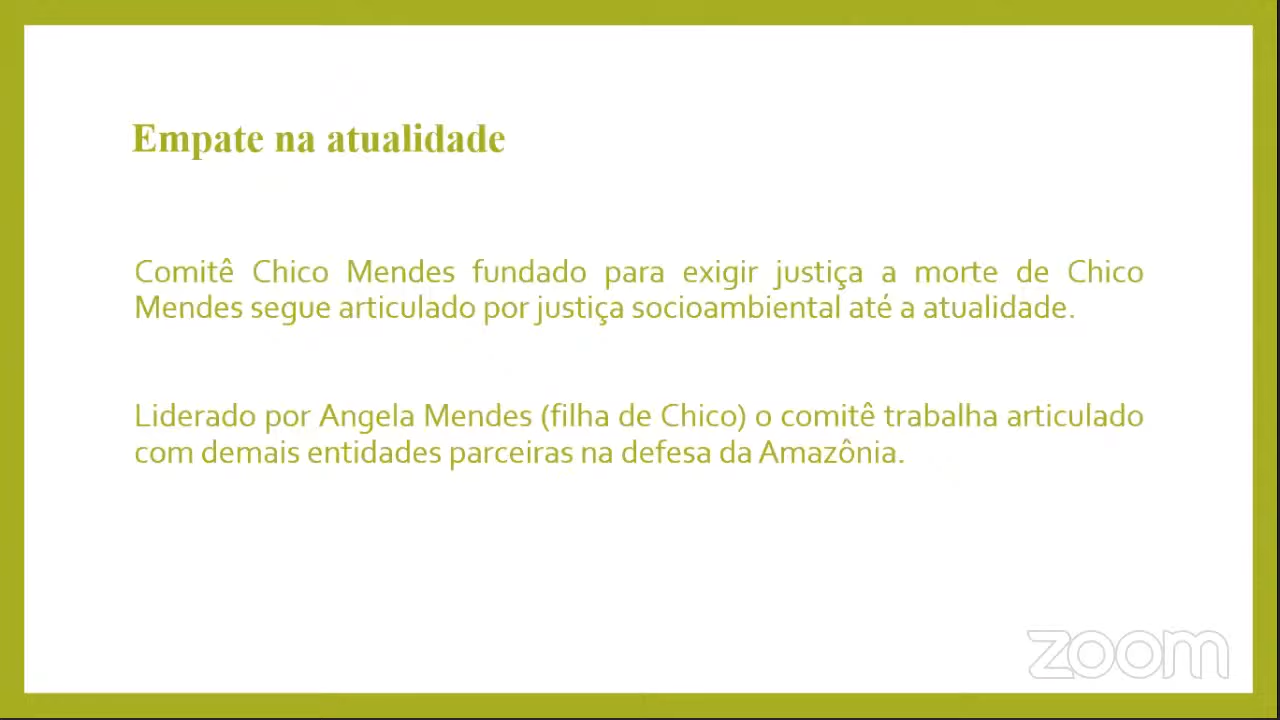 Empate na atualidade
Comitê Chico Mendes fundado para exigir justiça a morte de Chico
Mendes segue articulado por justiça socioambiental até a atualidade.
Liderado por Angela Mendes (filha de Chico) o comitê trabalha articulado
com demais entidades parceiras na defesa da Amazônia.
zoom